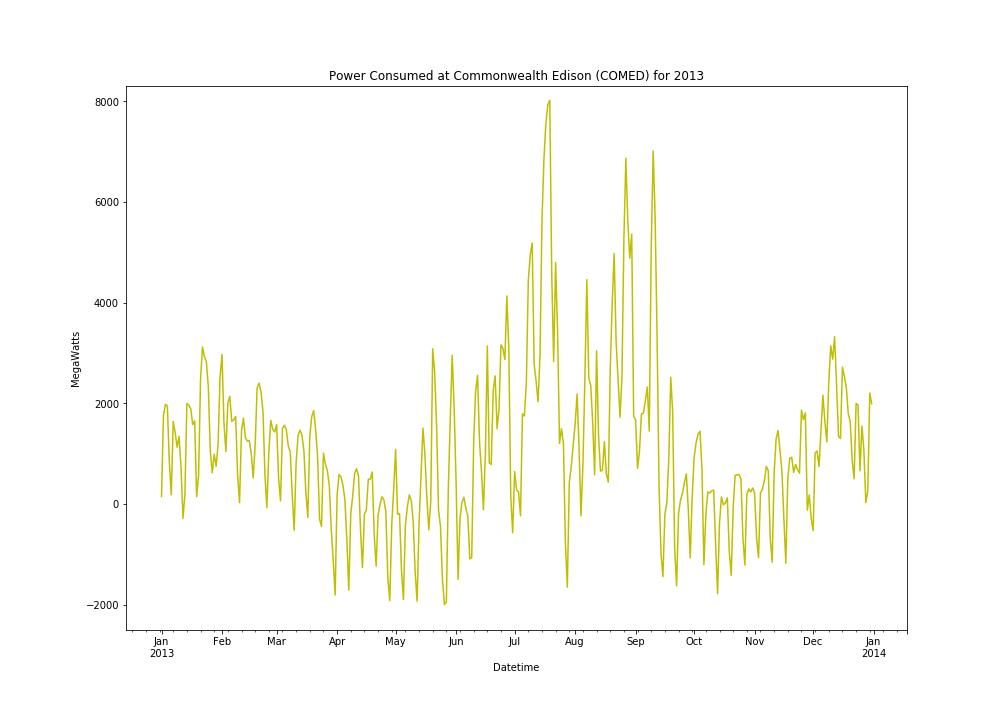 Power Consumed at Commonwealth Edison (COMED) for 2013
MegaWatts
8000
6000
4000
2000
0
−2000
Jan Feb Mar Apr May Jun Jul Aug Sep Oct Nov Dec Jan
2013 2014
Datetime